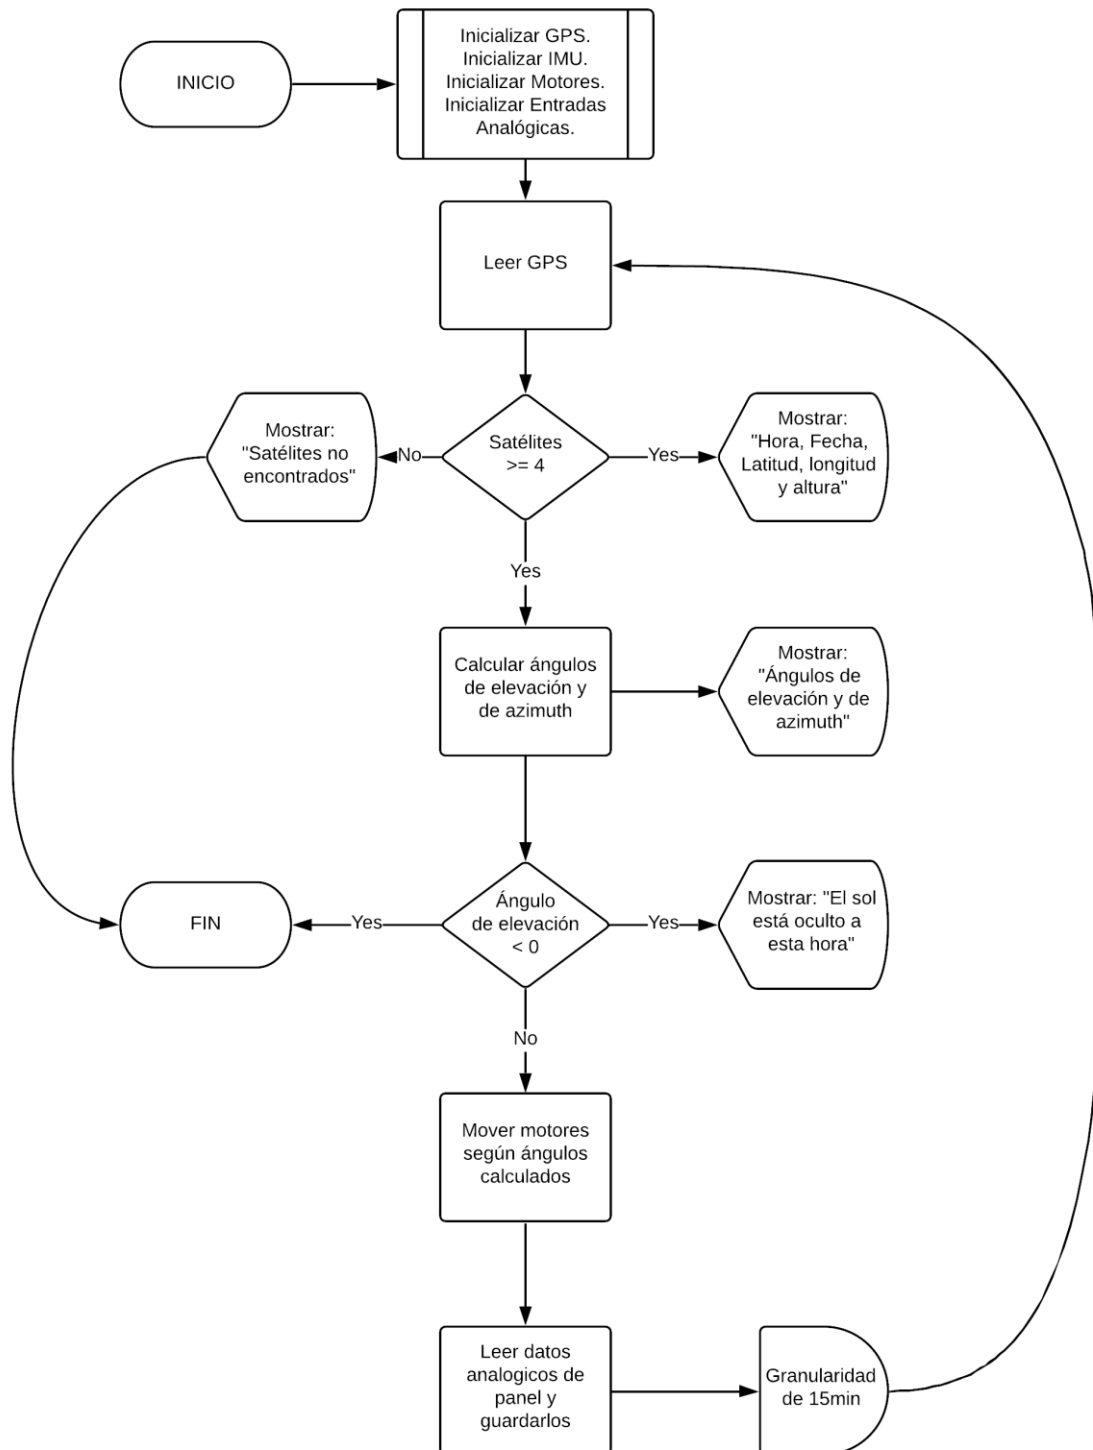 INICIO
Inicializar GPS.
Inicializar IMU.
Inicializar Motores.
Inicializar Entradas
Analógicas.
Leer GPS
Mostrar:
"Satélites no
encontrados"
No
Satélites
>= 4
Yes
Mostrar:
"Hora, Fecha,
Latitud, longitud
y altura"
Yes
Calcular ángulos
de elevación y
de azimuth
Mostrar:
"Ángulos de
elevación y de
azimuth"
FIN
Yes
Ángulo
de elevación
< 0
Yes
Mostrar: "El sol
está oculto a
esta hora"
No
Mover motores
según ángulos
calculados
Leer datos
analogicos de
panel y
guardarlos
Granularidad
de 15min